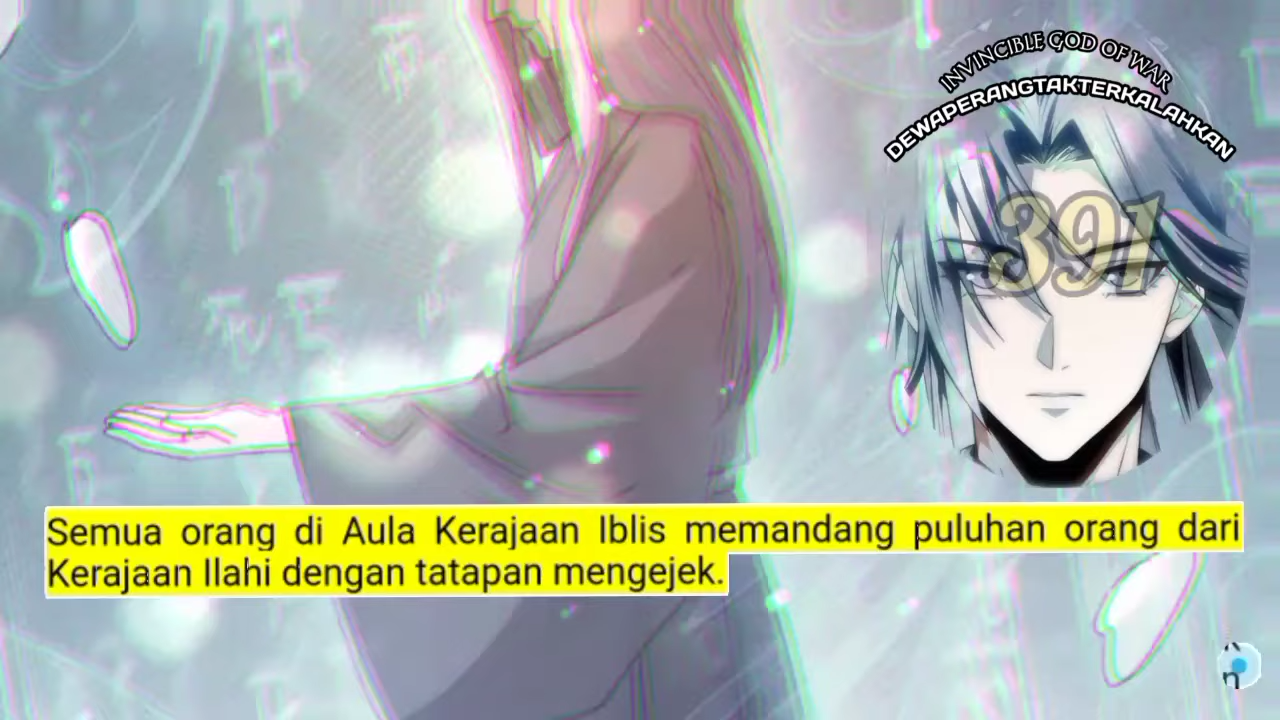 INVINCIBLE GOD OF WAR
DEWAPERANGTAKTERKALAHKAN
391
Semua orang di Aula Kerajaan Iblis memandang puluhan orang dari
Kerajaan Ilahi dengan tatapan mengejek.